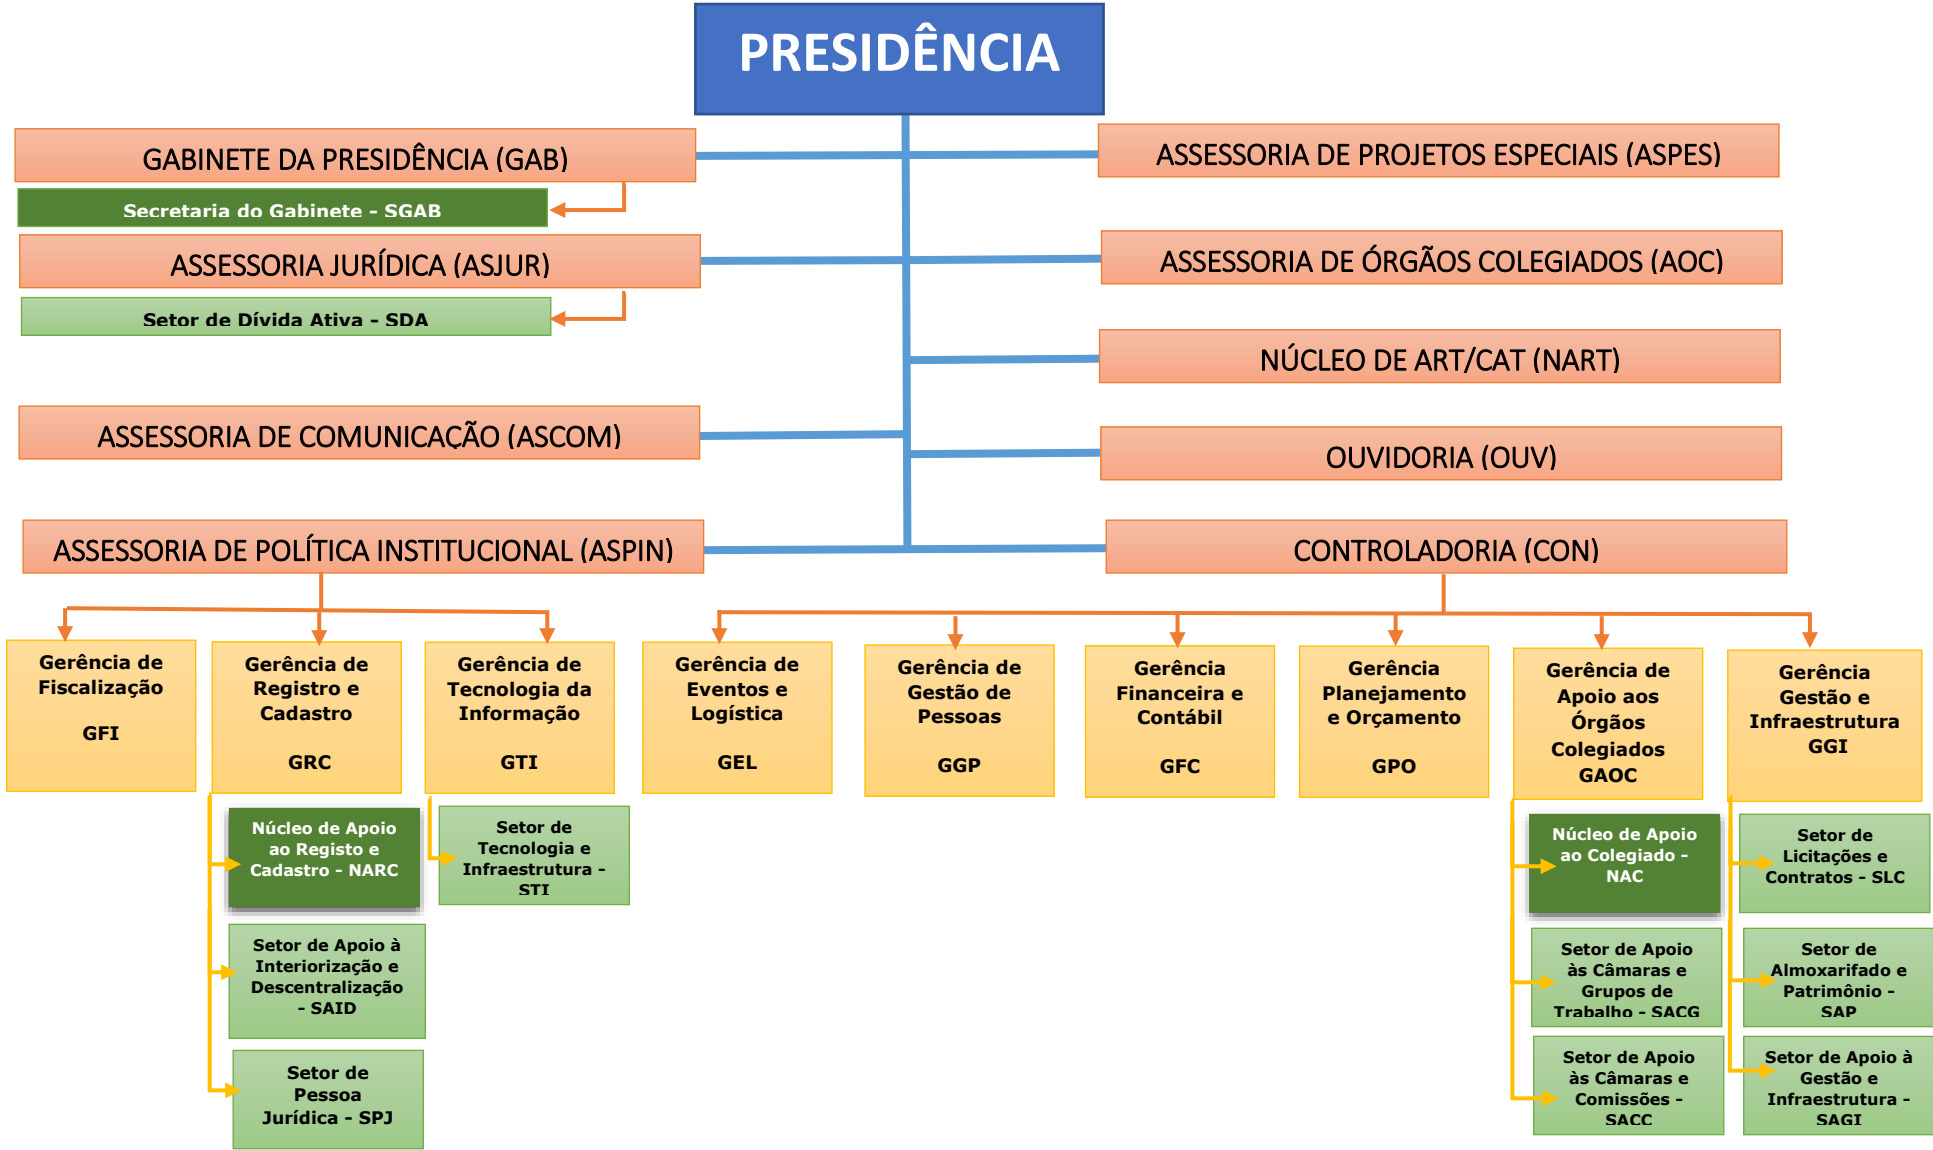 PRESIDÊNCIA
GABINETE DA PRESIDÊNCIA (GAB)
ASSESSORIA DE PROJETOS ESPECIAIS (ASPES)
Secretaria do Gabinete – SGAB
ASSESSORIA JURÍDICA (ASJUR)
ASSESSORIA DE ÓRGÃOS COLEGIADOS (AOC)
Setor de Dívida Ativa – SDA
NÚCLEO DE ART/CAT (NART)
ASSESSORIA DE COMUNICAÇÃO (ASCOM)
OUVIDORIA (OUV)
ASSESSORIA DE POLÍTICA INSTITUCIONAL (ASPIN)
CONTROLADORIA (CON)
Gerência de
Fiscalização
GFI
Gerência de
Registro e
Cadastro
GRC
Gerência de
Tecnologia da
Informação
GTI
Gerência de
Eventos e
Logística
GEL
Gerência de
Gestão de
Pessoas
GGP
Gerência
Financeira e
Contábil
GFC
Gerência
Planejamento
e Orçamento
GPO
Gerência de
Apoio aos
Órgãos
Colegiados
GAOC
Gerência
Gestão e
Infraestrutura
GGI
Núcleo de Apoio
ao Registo e
Cadastro – NARC
Setor de
Tecnologia e
Infraestrutura –
STI
Núcleo de Apoio
ao Colegiado –
NAC
Setor de
Licitações e
Contratos – SLC
Setor de Apoio à
Interiorização e
Descentralização
– SAID
Setor de Apoio
às Câmaras e
Grupos de
Trabalho – SACG
Setor de
Almoxarifado e
Patrimônio –
SAP
Setor de
Pessoa
Jurídica – SPJ
Setor de Apoio
às Câmaras e
Comissões –
SACC
Setor de Apoio à
Gestão e
Infraestrutura –
SAGI